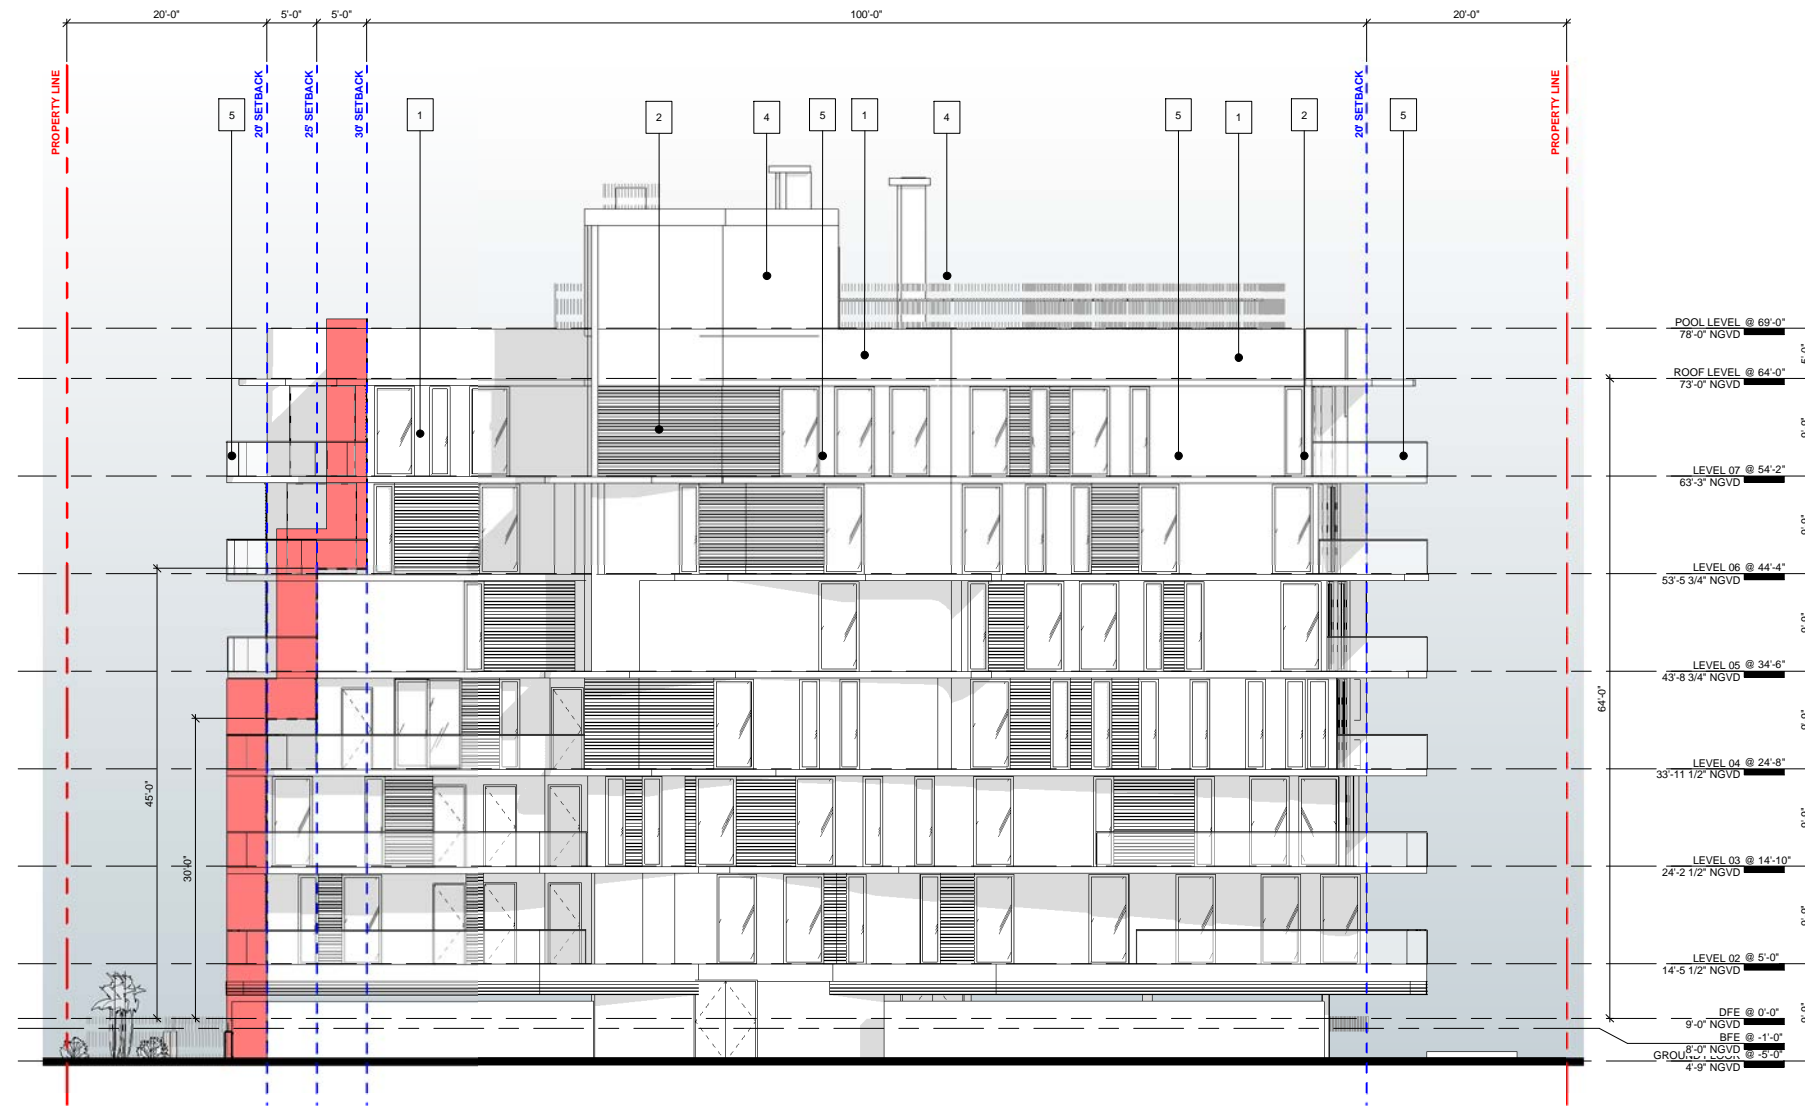 20'-0" 5'-0" 5'-0" 100'-0" 20'-0"
PROPERTY LINE
20' SETBACK
25' SETBACK
30' SETBACK
20' SETBACK
PROPERTY LINE
5 1 2 4 5 1 4 5 1 2 5
POOL LEVEL @ 69'-0"
78'-0" NGVD
5'-0"
ROOF LEVEL @ 64'-0"
73'-0" NGVD
LEVEL 07 @ 54'-2"
63'-3" NGVD
LEVEL 06 @ 44'-4"
53'-5 3/4" NGVD
LEVEL 05 @ 34'-6"
43'-8 3/4" NGVD
64'-0"
LEVEL 04 @ 24'-8"
33'-11 1/2" NGVD
45'-0"
30'-0"
LEVEL 03 @ 14'-10"
24'-2 1/2" NGVD
LEVEL 02 @ 5'-0"
14'-5 1/2" NGVD
DFE @ 0'-0"
9'-0" NGVD
BFE @ -1'-0"
8'-0" NGVD
GROUND FLOOR @ -5'-0"
4'-9" NGVD